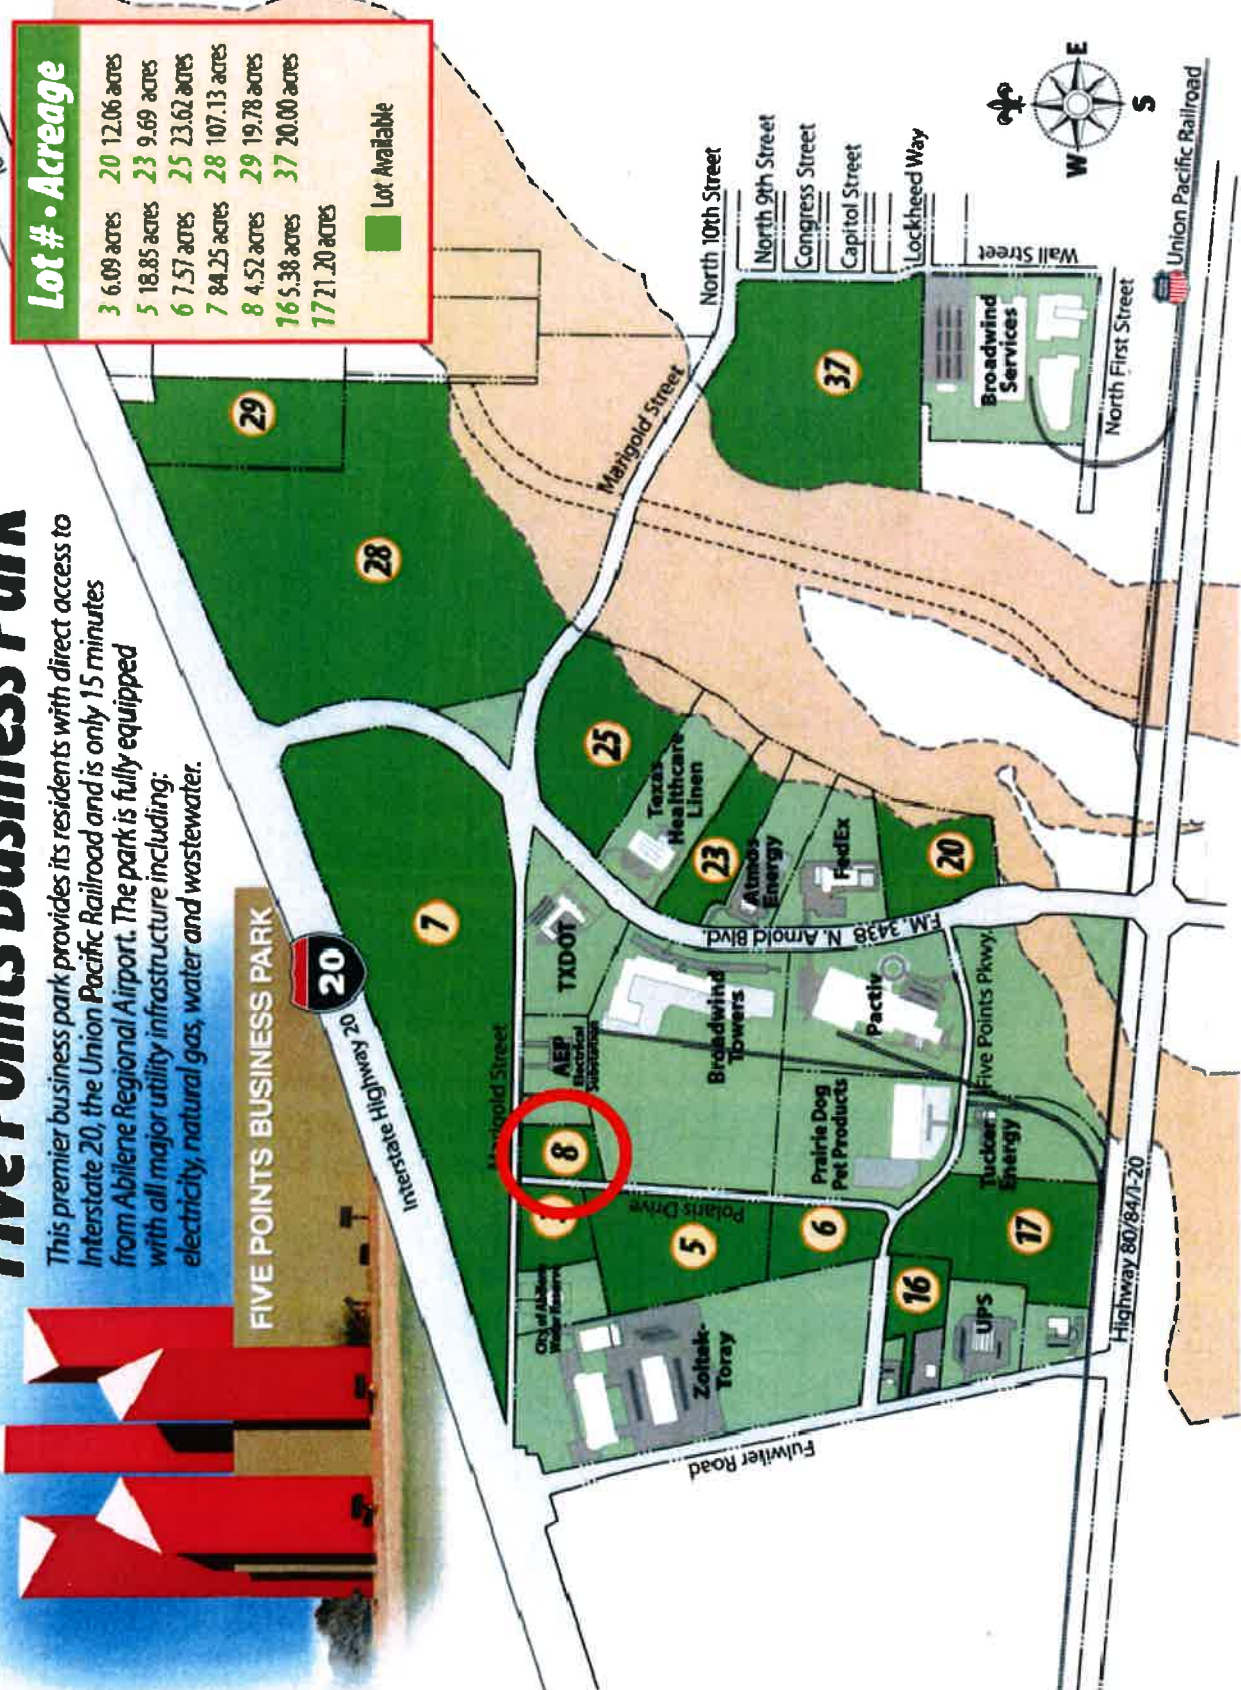 Five Points Business Park
This premier business park provides its residents with direct access to
Interstate 20, the Union Pacific Railroad and is only 15 minutes
from Abilene Regional Airport. The park is fully equipped
with all major utility infrastructure including:
electricity, natural gas, water and wastewater.
FIVE POINTS BUSINESS PARK
Lot # • Acreage
3 6.09 acres 20 12.06 acres
5 18.85 acres 23 9.69 acres
6 7.57 acres 25 23.62 acres
7 84.25 acres 28 107.13 acres
8 4.52 acres 29 19.78 acres
16 5.38 acres 37 20.00 acres
17 21.20 acres
Lot Available
20
Interstate Highway 20
29
28
7
Marigold Street
Marigold Street
25
Texas
Healthcare
Linen
23
Atmos
Energy
FedEx
20
TXDOT
AEP
Electrical
Substation
8
5
6
Polaris Drive
City of Abilene
Zoltek-
Toray
Broadwind
Towers
Pactiv
Prairie Dog
Pet Products
F.M. 3438 N. Arnold Blvd.
Five Points Pkwy.
Tucker
Energy
17
16
UPS
Fulwiler Road
Highway 80/84/I-20
37
Broadwind
Services
North 10th Street
North 9th Street
Congress Street
Capitol Street
Lockheed Way
Wall Street
North First Street
Union Pacific Railroad
W
E
S